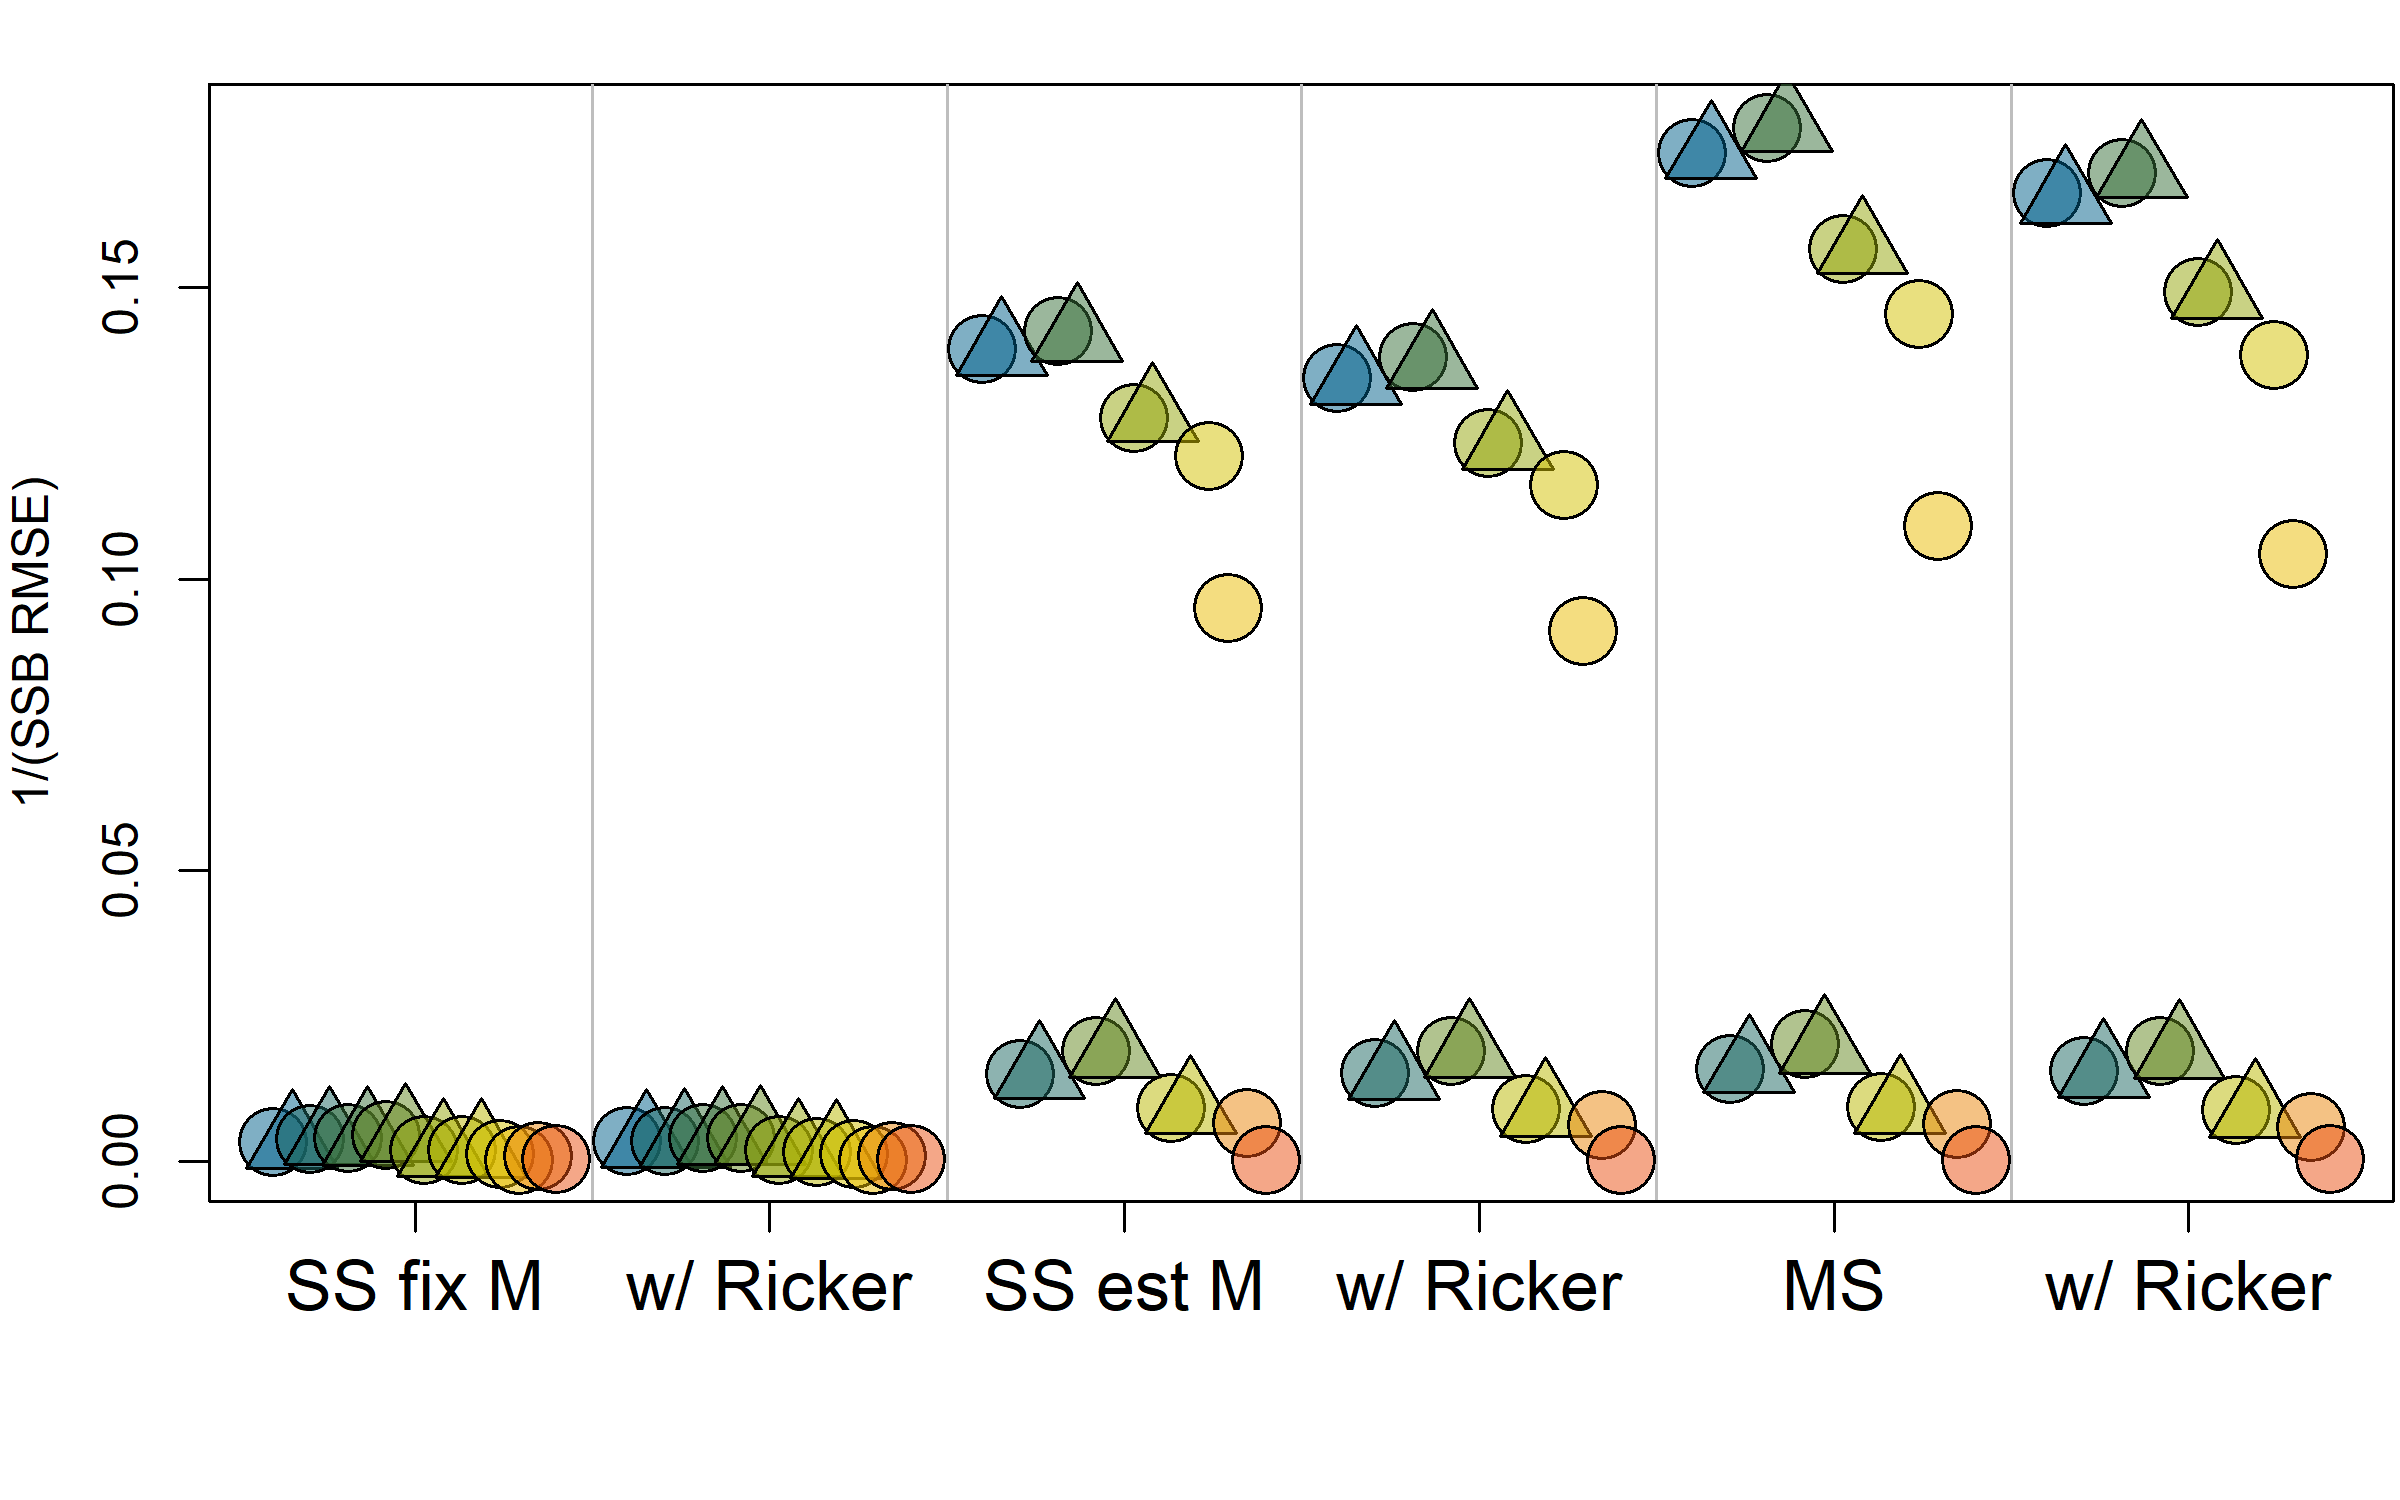 1/(SSB RMSE)
0.15
0.10
0.05
0.00
SS fix M
w/ Ricker
SS est M
w/ Ricker
MS
w/ Ricker